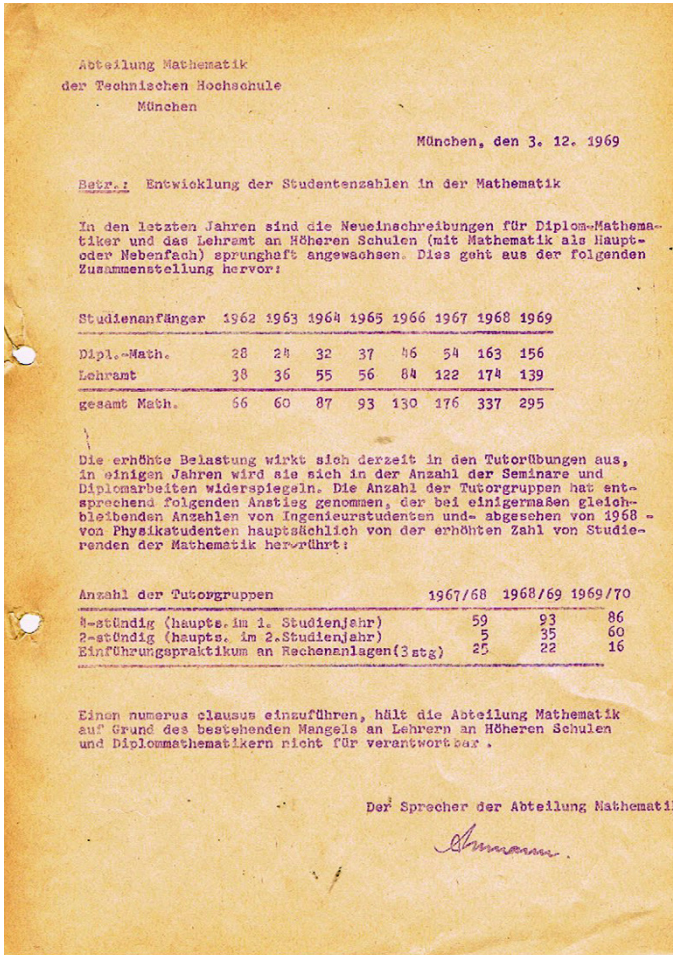 Abteilung Mathematik
der Technischen Hochschule
München
München, den 3. 12. 1969
Betr.: Entwicklung der Studentenzahlen in der Mathematik
In den letzten Jahren sind die Neueinschreibungen für Diplom-Mathema-
tiker und das Lehramt an Höheren Schulen (mit Mathematik als Haupt-
oder Nebenfach) sprunghaft angewachsen. Dies geht aus der folgenden
Zusammenstellung hervor:
Studienanfänger 1962 1963 1964 1965 1966 1967 1968 1969
Dipl.-Math. 28 24 32 37 46 54 163 156
Lehramt 38 36 55 56 84 122 174 139
gesamt Math. 66 60 87 93 130 176 337 295
Die erhöhte Belastung wirkt sich derzeit in den Tutorübungen aus,
in einigen Jahren wird sie sich in der Anzahl der Seminare und
Diplomarbeiten widerspiegeln. Die Anzahl der Tutorgruppen hat ent-
sprechend folgenden Anstieg genommen, der bei einigermaßen gleich-
bleibenden Anzahlen von Ingenieurstudenten und- abgesehen von 1968 -
von Physikstudenten hauptsächlich von der erhöhten Zahl von Studie-
renden der Mathematik herrührt:
Anzahl der Tutorgruppen 1967/68 1968/69 1969/70
4-stündig (haupts.im 1. Studienjahr) 59 93 86
2-stündig (haupts. im 2.Studienjahr) 5 35 60
Einführungspraktikum an Rechenanlagen(3stg) 25 22 16
Einen numerus clausus einzuführen, hält die Abteilung Mathematik
auf Grund des bestehenden Mangels an Lehrern an Höheren Schulen
und Diplommathematikern nicht für verantwortbar .
Der Sprecher der Abteilung Mathematik